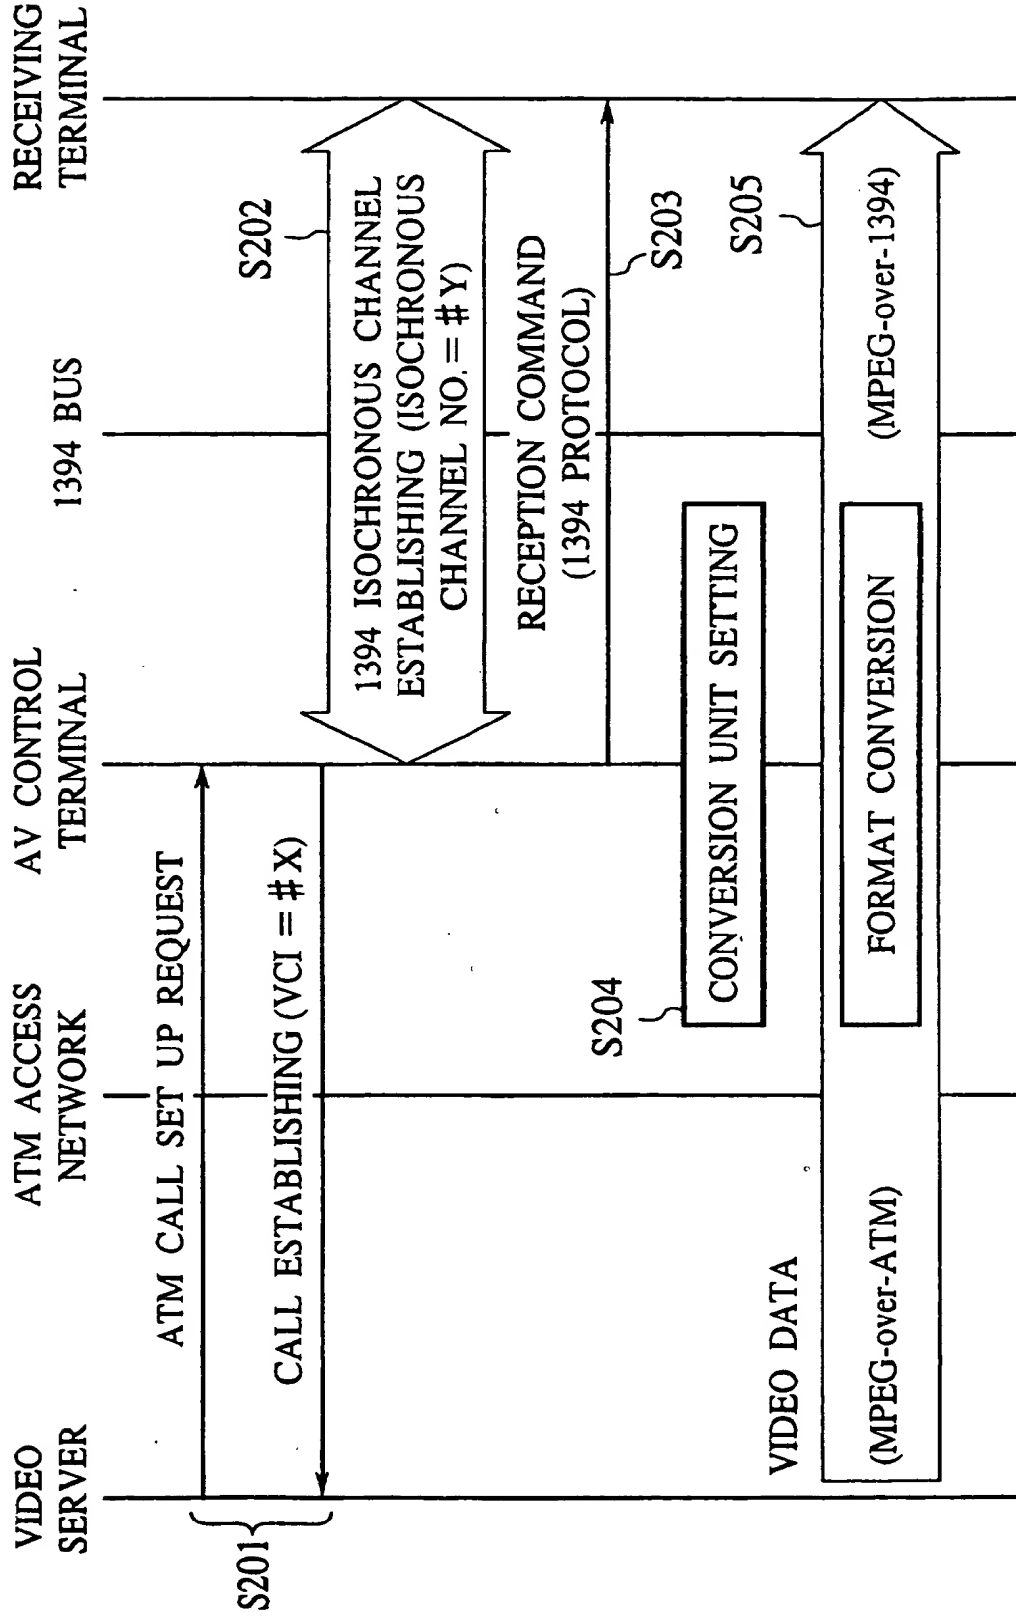 VIDEO
SERVER
ATM ACCESS
NETWORK
AV CONTROL
TERMINAL
1394 BUS
RECEIVING
TERMINAL
S201
ATM CALL SET UP REQUEST
CALL ESTABLISHING (VCI = #X)
S202
1394 ISOCHRONOUS CHANNEL
ESTABLISHING (ISOCHRONOUS
CHANNEL NO. = #Y)
RECEPTION COMMAND
(1394 PROTOCOL)
S203
S204
CONVERSION UNIT SETTING
VIDEO DATA
S205
(MPEG-over-ATM)
FORMAT CONVERSION
(MPEG-over-1394)